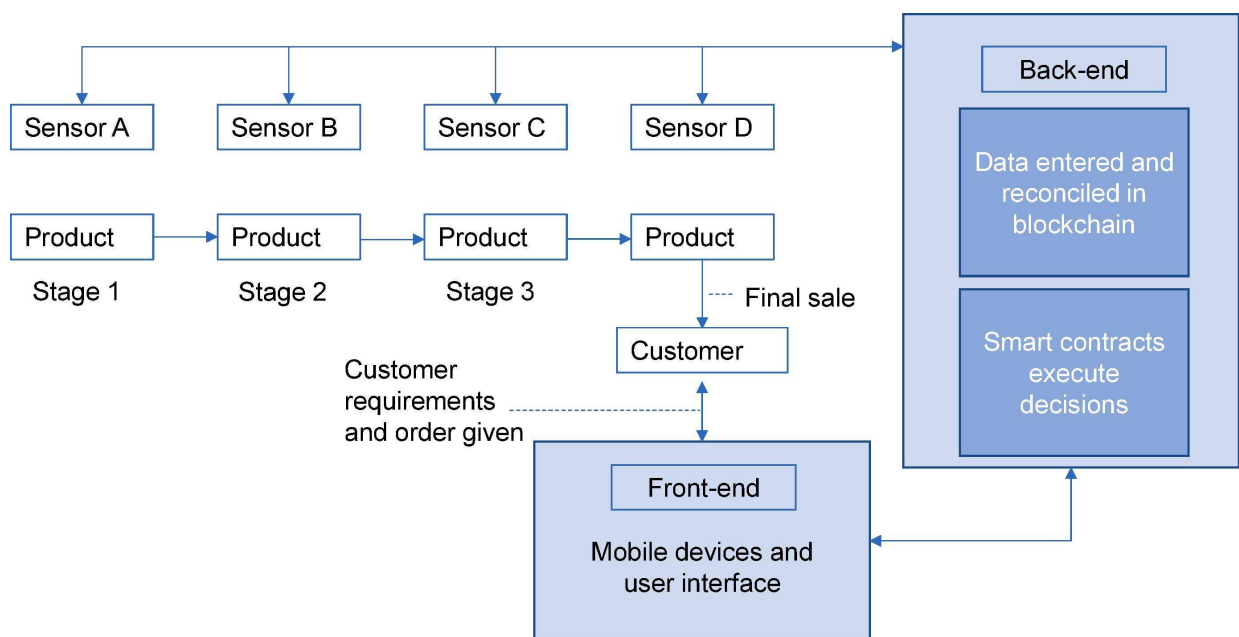 Back-end
Sensor A
Sensor B
Sensor C
Sensor D
Data entered and
reconciled in
blockchain
Product
Product
Product
Product
Stage 1
Stage 2
Stage 3
Final sale
Smart contracts
execute
decisions
Customer
Customer
requirements
and order given
Front-end
Mobile devices and
user interface